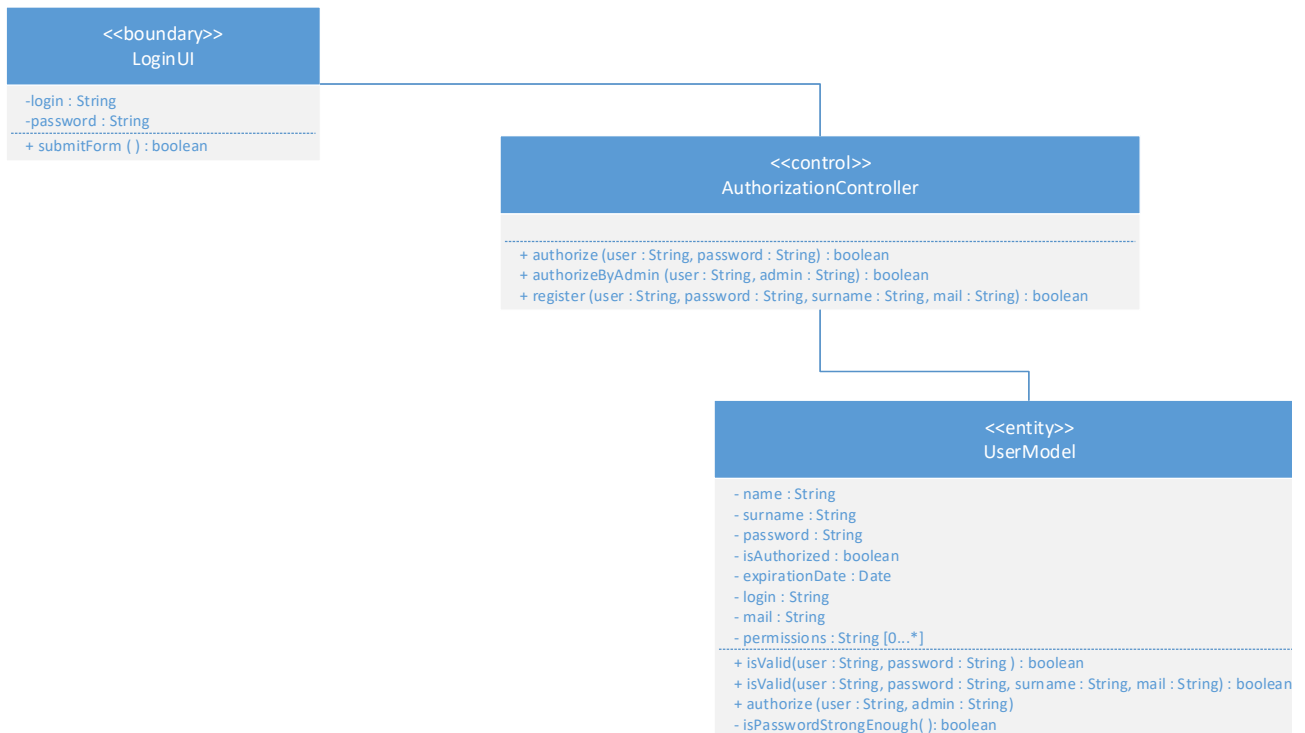 <<boundary>>
LoginUI
-login : String
-password : String
+ submitForm ( ) : boolean
<<control>>
AuthorizationController
+ authorize (user : String, password : String) : boolean
+ authorizeByAdmin (user : String, admin : String) : boolean
+ register (user : String, password : String, surname : String, mail : String) : boolean
<<entity>>
UserModel
- name : String
- surname : String
- password : String
- isAuthorized : boolean
- expirationDate : Date
- login : String
- mail : String
- permissions : String [0...*]
+ isValid(user : String, password : String ) : boolean
+ isValid(user : String, password : String, surname : String, mail : String) : boolean
+ authorize (user : String, admin : String)
- isPasswordStrongEnough( ): boolean